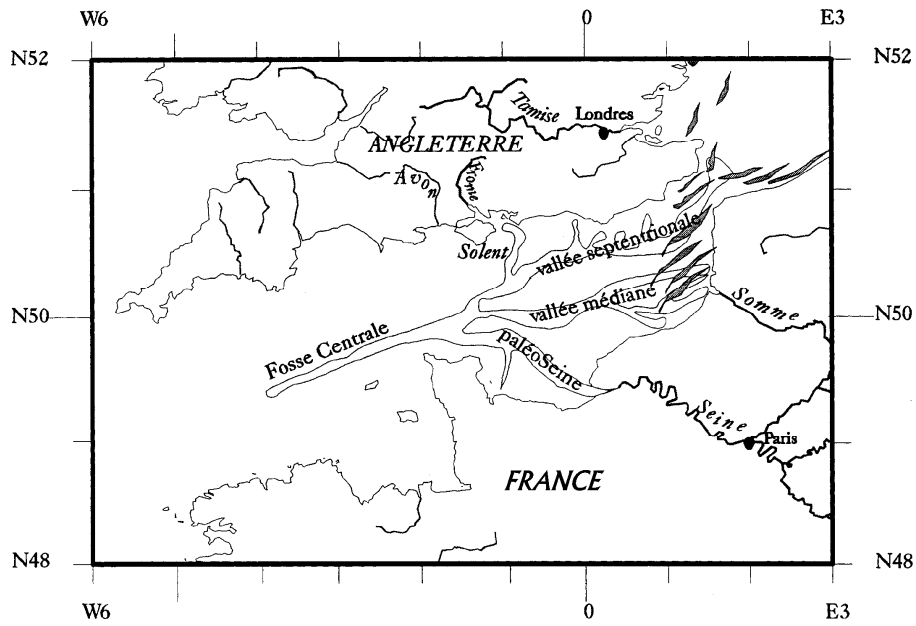 W6 0 E3
N52 N52
Tamise
Londres
ANGLETERRE
Avon
Frome
Solent
vallée septentrionale
vallée médiane
Somme
N50 N50
Fosse Centrale
paléoSeine
Seine
Paris
FRANCE
N48 N48
W6 0 E3